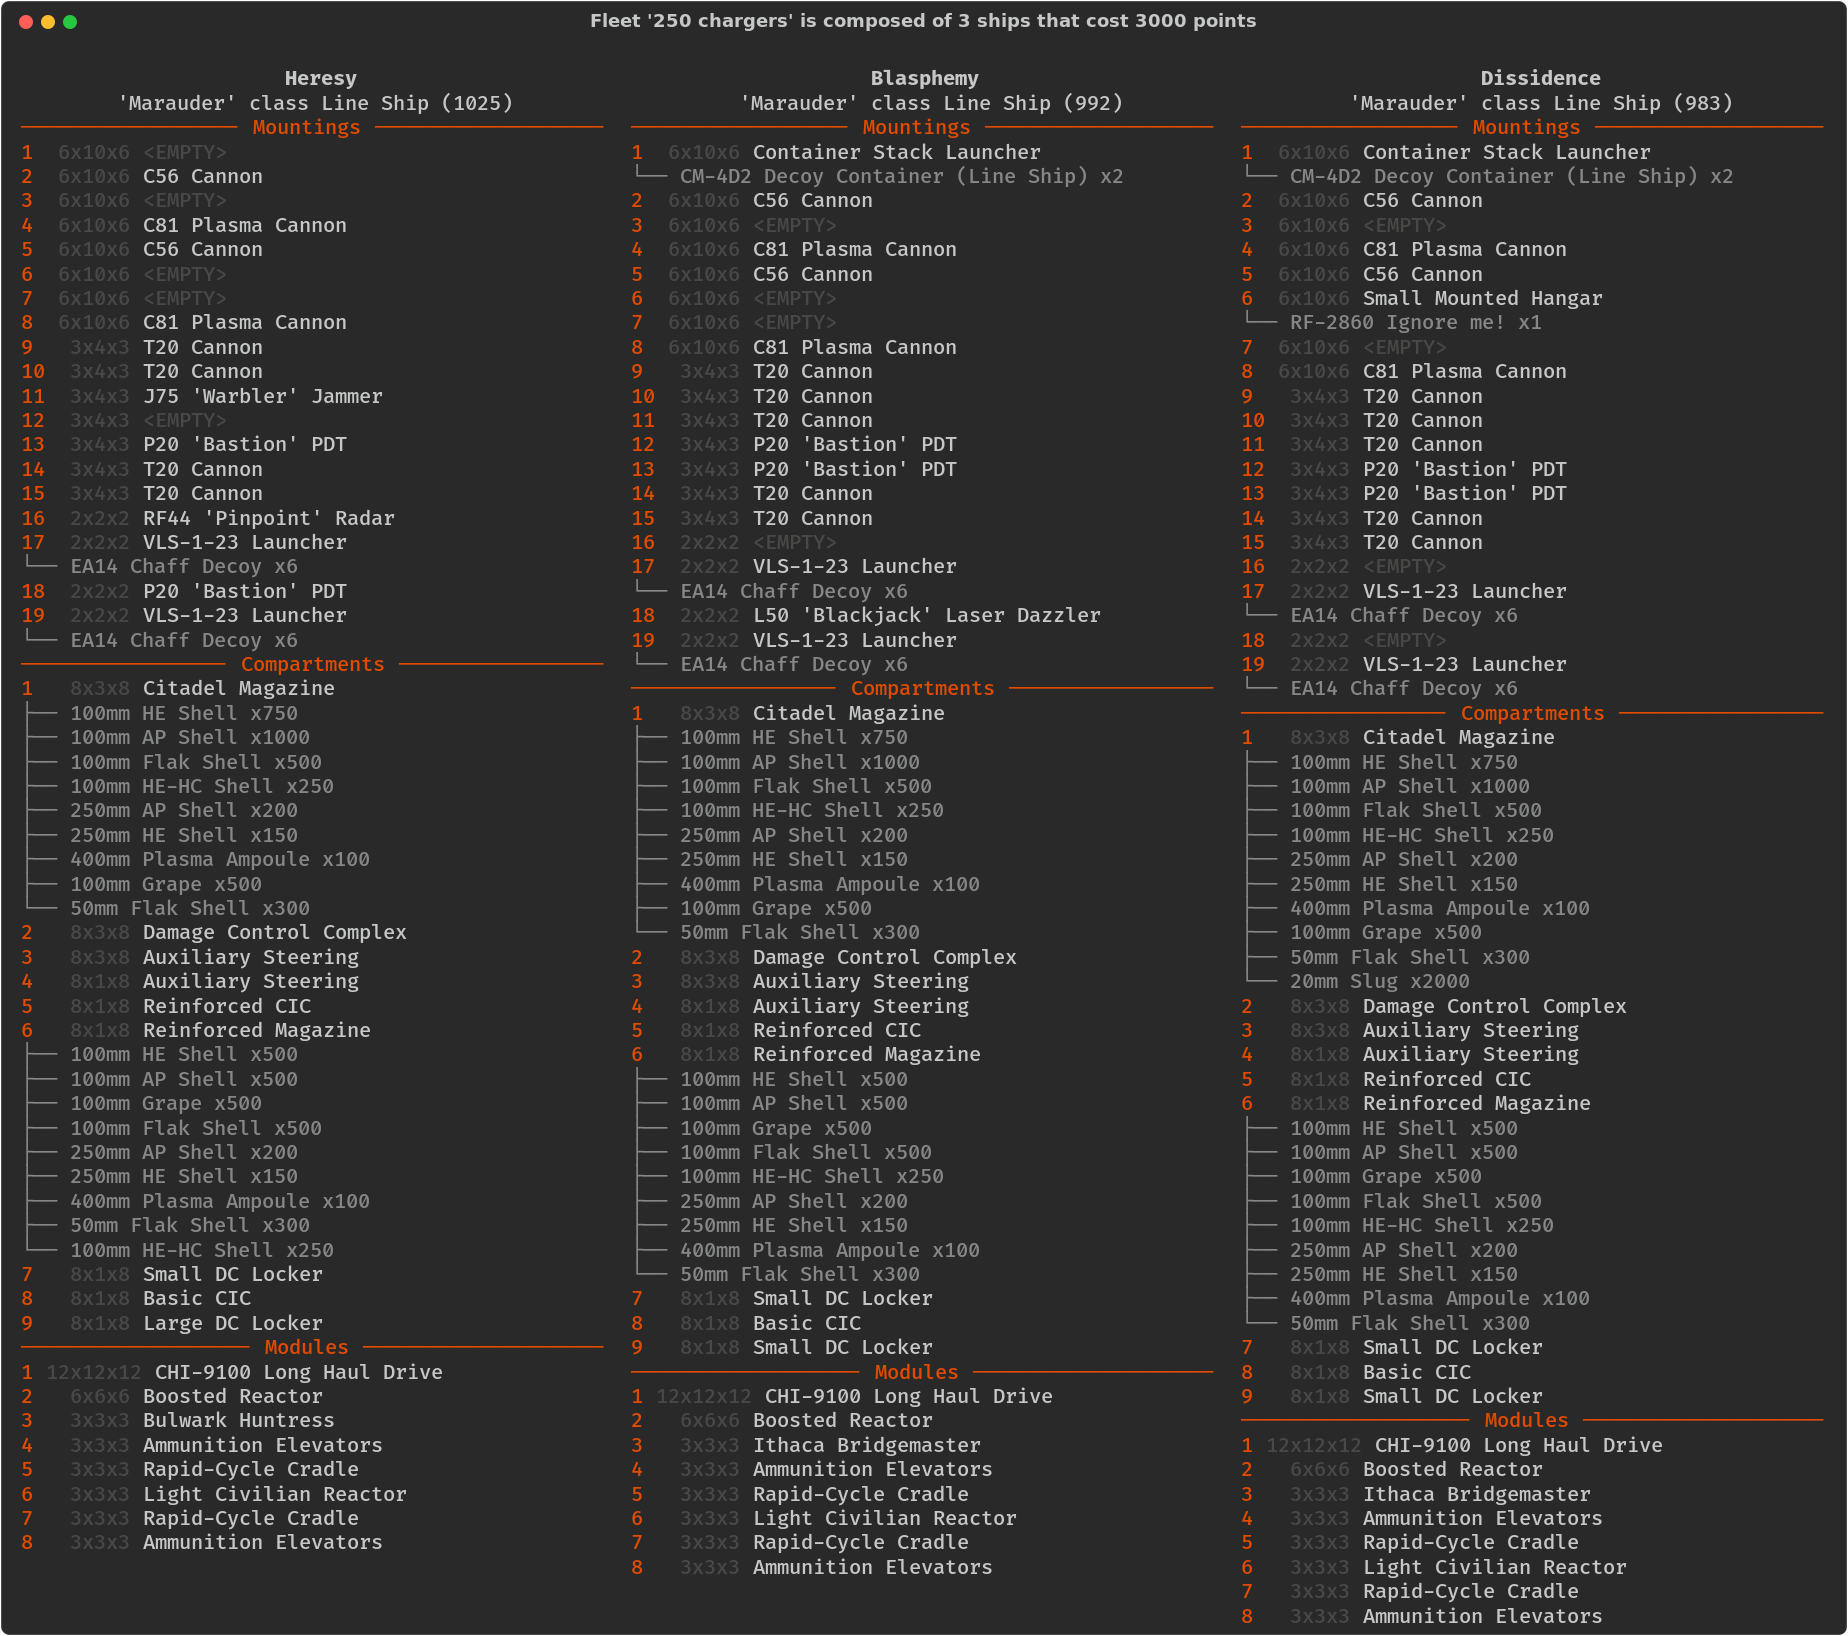 Fleet '250 chargers' is composed of 3 ships that cost 3000 points
Heresy
'Marauder' class Line Ship (1025)
Mountings
1 6x10x6 <EMPTY>
2 6x10x6 C56 Cannon
3 6x10x6 <EMPTY>
4 6x10x6 C81 Plasma Cannon
5 6x10x6 C56 Cannon
6 6x10x6 <EMPTY>
7 6x10x6 <EMPTY>
8 6x10x6 C81 Plasma Cannon
9 3x4x3 T20 Cannon
10 3x4x3 T20 Cannon
11 3x4x3 J75 'Warbler' Jammer
12 3x4x3 <EMPTY>
13 3x4x3 P20 'Bastion' PDT
14 3x4x3 T20 Cannon
15 3x4x3 T20 Cannon
16 2x2x2 RF44 'Pinpoint' Radar
17 2x2x2 VLS-1-23 Launcher
└── EA14 Chaff Decoy x6
18 2x2x2 P20 'Bastion' PDT
19 2x2x2 VLS-1-23 Launcher
└── EA14 Chaff Decoy x6
Compartments
1 8x3x8 Citadel Magazine
├── 100mm HE Shell x750
├── 100mm AP Shell x1000
├── 100mm Flak Shell x500
├── 100mm HE-HC Shell x250
├── 250mm AP Shell x200
├── 250mm HE Shell x150
├── 400mm Plasma Ampoule x100
├── 100mm Grape x500
└── 50mm Flak Shell x300
2 8x3x8 Damage Control Complex
3 8x3x8 Auxiliary Steering
4 8x1x8 Auxiliary Steering
5 8x1x8 Reinforced CIC
6 8x1x8 Reinforced Magazine
├── 100mm HE Shell x500
├── 100mm AP Shell x500
├── 100mm Grape x500
├── 100mm Flak Shell x500
├── 250mm AP Shell x200
├── 250mm HE Shell x150
├── 400mm Plasma Ampoule x100
├── 50mm Flak Shell x300
└── 100mm HE-HC Shell x250
7 8x1x8 Small DC Locker
8 8x1x8 Basic CIC
9 8x1x8 Large DC Locker
Modules
1 12x12x12 CHI-9100 Long Haul Drive
2 6x6x6 Boosted Reactor
3 3x3x3 Bulwark Huntress
4 3x3x3 Ammunition Elevators
5 3x3x3 Rapid-Cycle Cradle
6 3x3x3 Light Civilian Reactor
7 3x3x3 Rapid-Cycle Cradle
8 3x3x3 Ammunition Elevators
Blasphemy
'Marauder' class Line Ship (992)
Mountings
1 6x10x6 Container Stack Launcher
└── CM-4D2 Decoy Container (Line Ship) x2
2 6x10x6 C56 Cannon
3 6x10x6 <EMPTY>
4 6x10x6 C81 Plasma Cannon
5 6x10x6 C56 Cannon
6 6x10x6 <EMPTY>
7 6x10x6 <EMPTY>
8 6x10x6 C81 Plasma Cannon
9 3x4x3 T20 Cannon
10 3x4x3 T20 Cannon
11 3x4x3 T20 Cannon
12 3x4x3 P20 'Bastion' PDT
13 3x4x3 P20 'Bastion' PDT
14 3x4x3 T20 Cannon
15 3x4x3 T20 Cannon
16 2x2x2 <EMPTY>
17 2x2x2 VLS-1-23 Launcher
└── EA14 Chaff Decoy x6
18 2x2x2 L50 'Blackjack' Laser Dazzler
19 2x2x2 VLS-1-23 Launcher
└── EA14 Chaff Decoy x6
Compartments
1 8x3x8 Citadel Magazine
├── 100mm HE Shell x750
├── 100mm AP Shell x1000
├── 100mm Flak Shell x500
├── 100mm HE-HC Shell x250
├── 250mm AP Shell x200
├── 250mm HE Shell x150
├── 400mm Plasma Ampoule x100
├── 100mm Grape x500
└── 50mm Flak Shell x300
2 8x3x8 Damage Control Complex
3 8x3x8 Auxiliary Steering
4 8x1x8 Auxiliary Steering
5 8x1x8 Reinforced CIC
6 8x1x8 Reinforced Magazine
├── 100mm HE Shell x500
├── 100mm AP Shell x500
├── 100mm Grape x500
├── 100mm Flak Shell x500
├── 100mm HE-HC Shell x250
├── 250mm AP Shell x200
├── 250mm HE Shell x150
├── 400mm Plasma Ampoule x100
└── 50mm Flak Shell x300
7 8x1x8 Small DC Locker
8 8x1x8 Basic CIC
9 8x1x8 Small DC Locker
Modules
1 12x12x12 CHI-9100 Long Haul Drive
2 6x6x6 Boosted Reactor
3 3x3x3 Ithaca Bridgemaster
4 3x3x3 Ammunition Elevators
5 3x3x3 Rapid-Cycle Cradle
6 3x3x3 Light Civilian Reactor
7 3x3x3 Rapid-Cycle Cradle
8 3x3x3 Ammunition Elevators
Dissidence
'Marauder' class Line Ship (983)
Mountings
1 6x10x6 Container Stack Launcher
└── CM-4D2 Decoy Container (Line Ship) x2
2 6x10x6 C56 Cannon
3 6x10x6 <EMPTY>
4 6x10x6 C81 Plasma Cannon
5 6x10x6 C56 Cannon
6 6x10x6 Small Mounted Hangar
└── RF-2860 Ignore me! x1
7 6x10x6 <EMPTY>
8 6x10x6 C81 Plasma Cannon
9 3x4x3 T20 Cannon
10 3x4x3 T20 Cannon
11 3x4x3 T20 Cannon
12 3x4x3 P20 'Bastion' PDT
13 3x4x3 P20 'Bastion' PDT
14 3x4x3 T20 Cannon
15 3x4x3 T20 Cannon
16 2x2x2 <EMPTY>
17 2x2x2 VLS-1-23 Launcher
└── EA14 Chaff Decoy x6
18 2x2x2 <EMPTY>
19 2x2x2 VLS-1-23 Launcher
└── EA14 Chaff Decoy x6
Compartments
1 8x3x8 Citadel Magazine
├── 100mm HE Shell x750
├── 100mm AP Shell x1000
├── 100mm Flak Shell x500
├── 100mm HE-HC Shell x250
├── 250mm AP Shell x200
├── 250mm HE Shell x150
├── 400mm Plasma Ampoule x100
├── 100mm Grape x500
├── 50mm Flak Shell x300
└── 20mm Slug x2000
2 8x3x8 Damage Control Complex
3 8x3x8 Auxiliary Steering
4 8x1x8 Auxiliary Steering
5 8x1x8 Reinforced CIC
6 8x1x8 Reinforced Magazine
├── 100mm HE Shell x500
├── 100mm AP Shell x500
├── 100mm Grape x500
├── 100mm Flak Shell x500
├── 100mm HE-HC Shell x250
├── 250mm AP Shell x200
├── 250mm HE Shell x150
├── 400mm Plasma Ampoule x100
└── 50mm Flak Shell x300
7 8x1x8 Small DC Locker
8 8x1x8 Basic CIC
9 8x1x8 Small DC Locker
Modules
1 12x12x12 CHI-9100 Long Haul Drive
2 6x6x6 Boosted Reactor
3 3x3x3 Ithaca Bridgemaster
4 3x3x3 Ammunition Elevators
5 3x3x3 Rapid-Cycle Cradle
6 3x3x3 Light Civilian Reactor
7 3x3x3 Rapid-Cycle Cradle
8 3x3x3 Ammunition Elevators